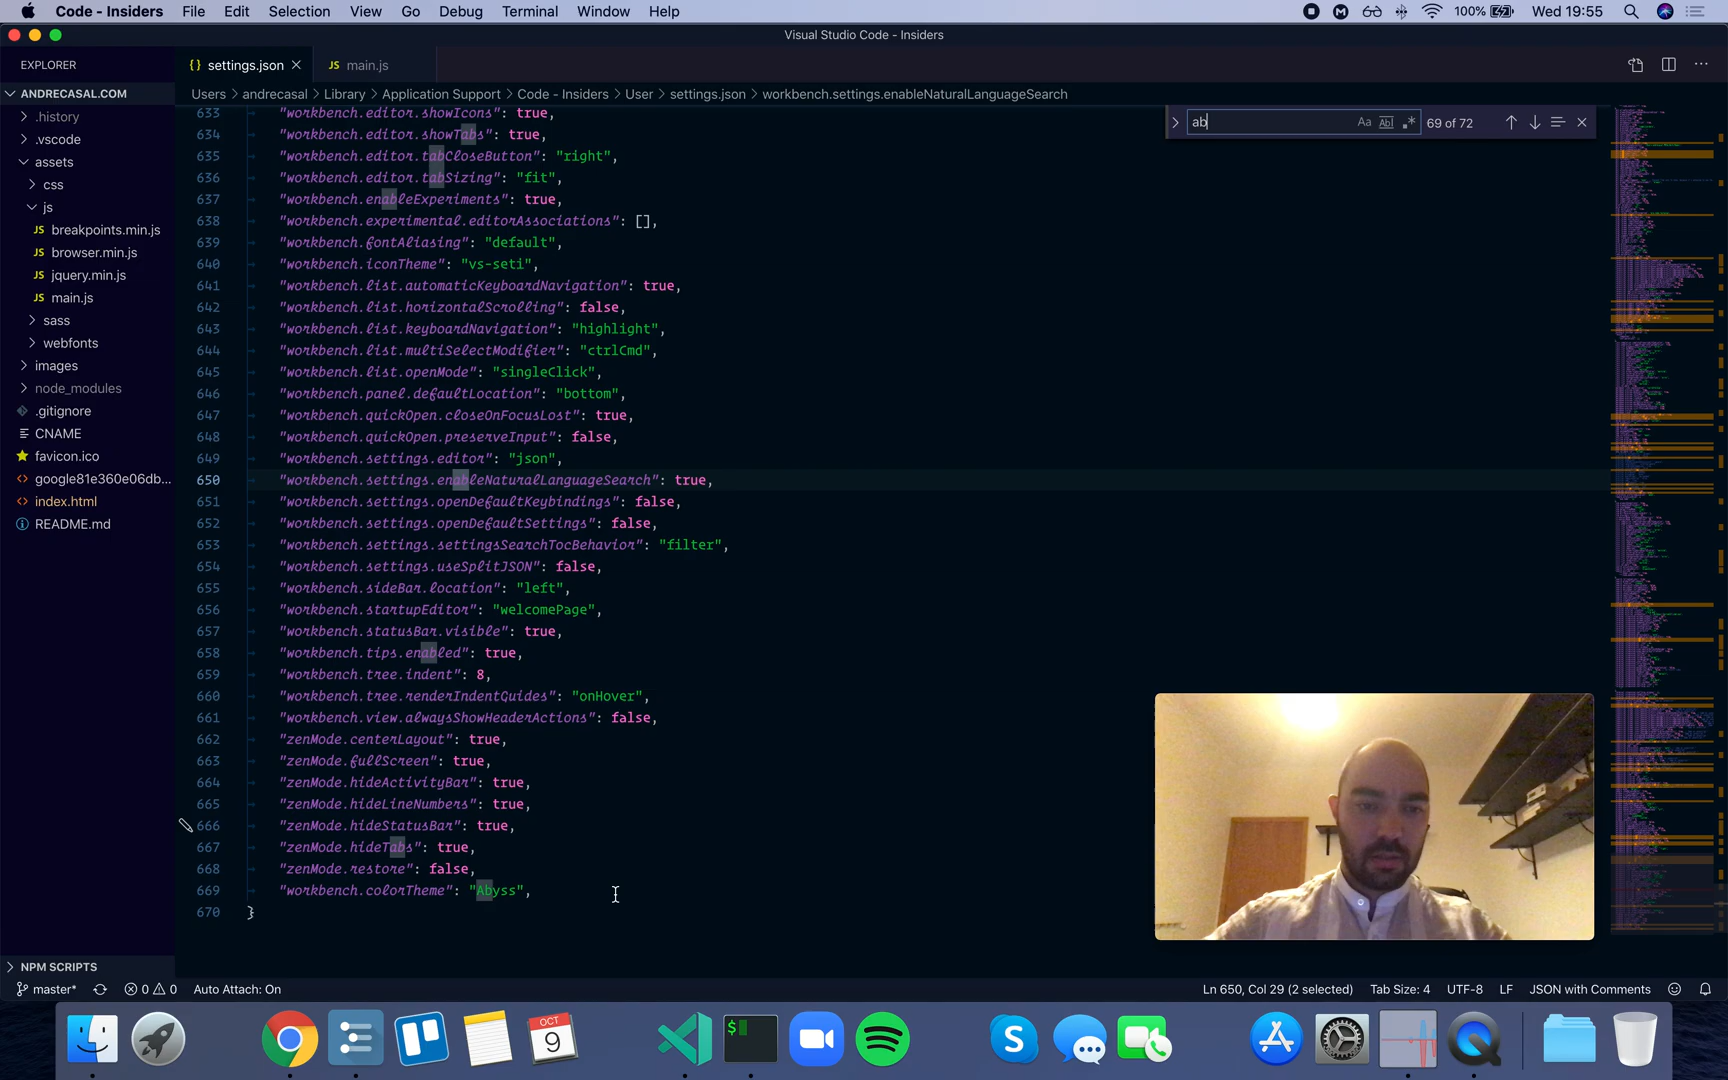 Code - Insiders File Edit Selection View Go Debug Terminal Window Help 100% Wed 19:55
Visual Studio Code - Insiders
EXPLORER
ANDRECASAL.COM
.history
.vscode
assets
css
js
JS breakpoints.min.js
JS browser.min.js
JS jquery.min.js
JS main.js
sass
webfonts
images
node_modules
.gitignore
CNAME
favicon.ico
<> google81e360e06db...
<> index.html
README.md
NPM SCRIPTS
{} settings.json JS main.js
Users > andrecasal > Library > Application Support > Code - Insiders > User > settings.json > workbench.settings.enableNaturalLanguageSearch
ab Aa Abl .* 69 of 72
633 "workbench.editor.showIcons": true,
634 "workbench.editor.showTabs": true,
635 "workbench.editor.tabCloseButton": "right",
636 "workbench.editor.tabSizing": "fit",
637 "workbench.enableExperiments": true,
638 "workbench.experimental.editorAssociations": [],
639 "workbench.fontAliasing": "default",
640 "workbench.iconTheme": "vs-seti",
641 "workbench.list.automaticKeyboardNavigation": true,
642 "workbench.list.horizontalScrolling": false,
643 "workbench.list.keyboardNavigation": "highlight",
644 "workbench.list.multiSelectModifier": "ctrlCmd",
645 "workbench.list.openMode": "singleClick",
646 "workbench.panel.defaultLocation": "bottom",
647 "workbench.quickOpen.closeOnFocusLost": true,
648 "workbench.quickOpen.preserveInput": false,
649 "workbench.settings.editor": "json",
650 "workbench.settings.enableNaturalLanguageSearch": true,
651 "workbench.settings.openDefaultKeybindings": false,
652 "workbench.settings.openDefaultSettings": false,
653 "workbench.settings.settingsSearchTocBehavior": "filter",
654 "workbench.settings.useSplitJSON": false,
655 "workbench.sideBar.location": "left",
656 "workbench.startupEditor": "welcomePage",
657 "workbench.statusBar.visible": true,
658 "workbench.tips.enabled": true,
659 "workbench.tree.indent": 8,
660 "workbench.tree.renderIndentGuides": "onHover",
661 "workbench.view.alwaysShowHeaderActions": false,
662 "zenMode.centerLayout": true,
663 "zenMode.fullScreen": true,
664 "zenMode.hideActivityBar": true,
665 "zenMode.hideLineNumbers": true,
666 "zenMode.hideStatusBar": true,
667 "zenMode.hideTabs": true,
668 "zenMode.restore": false,
669 "workbench.colorTheme": "Abyss",
670 }
master* 0 0 Auto Attach: On Ln 650, Col 29 (2 selected) Tab Size: 4 UTF-8 LF JSON with Comments
OCT
9
$